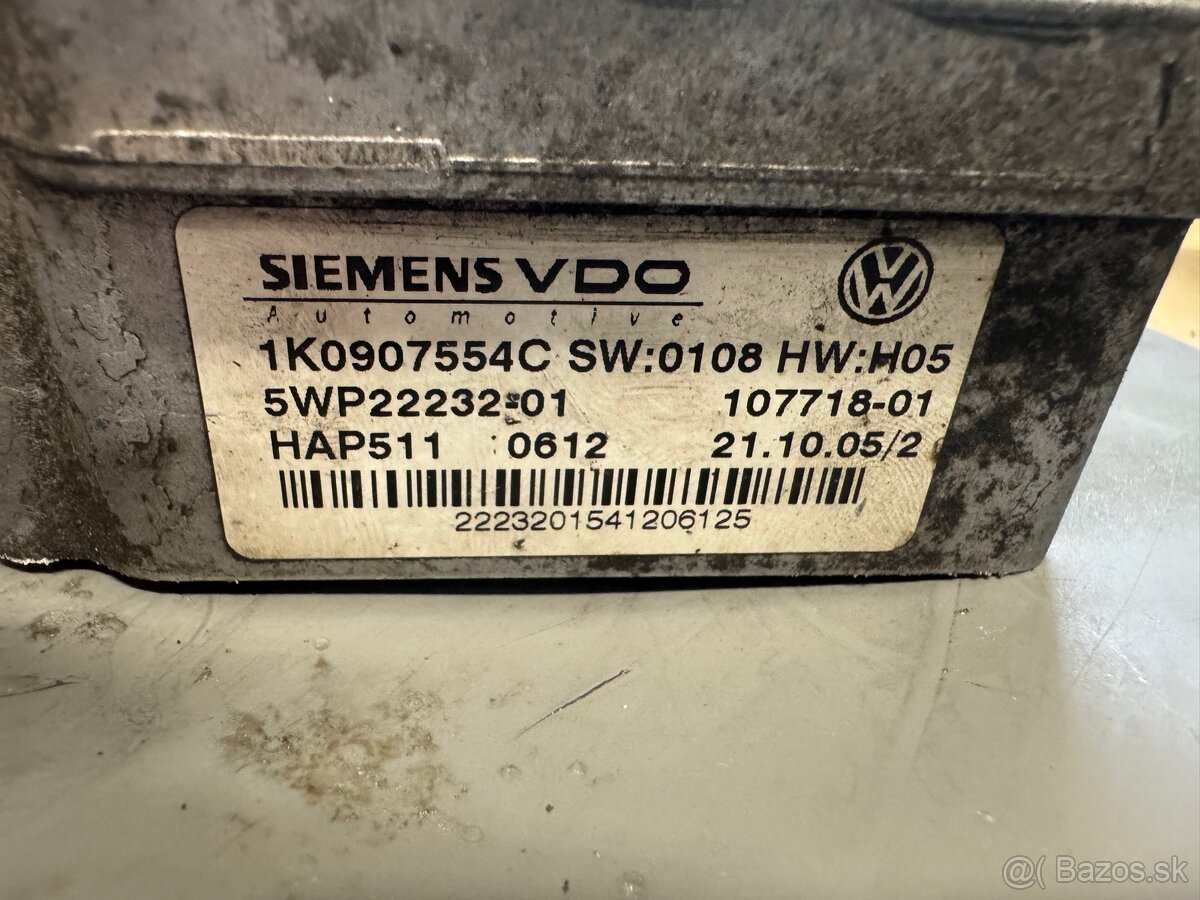 SIEMENS VDO
Automotive
1K0907554C SW:0108 HW:H05
5WP22232-01 107718-01
HAP511 0612 21.10.05/2
2223201541206125
@( Bazos.sk